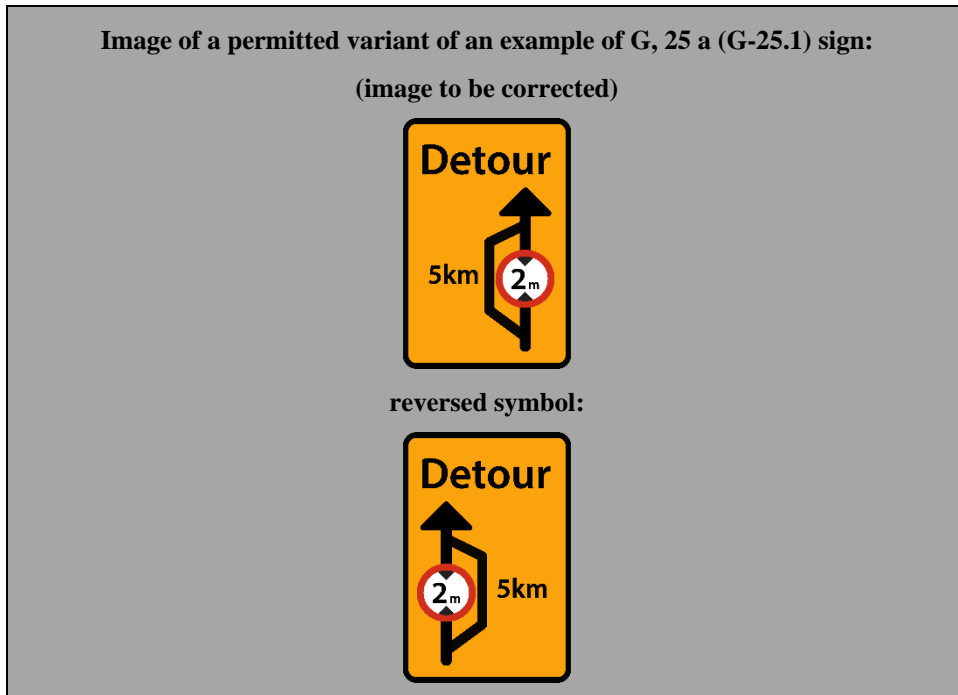 Image of a permitted variant of an example of G, 25 a (G-25.1) sign:
(image to be corrected)
Detour
5km
2m
reversed symbol:
Detour
2m
5km